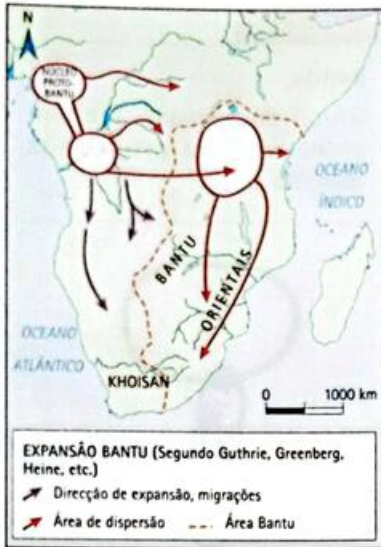 N
NÚCLEO
PROTO-
BANTU
OCEANO
ÍNDICO
BANTU
ORIENTAIS
OCEANO
ATLÂNTICO
KHOISAN
0 1000 km
EXPANSÃO BANTU (Segundo Guthrie, Greenberg,
Heine, etc.)
Direcção de expansão, migrações
Área de dispersão Área Bantu